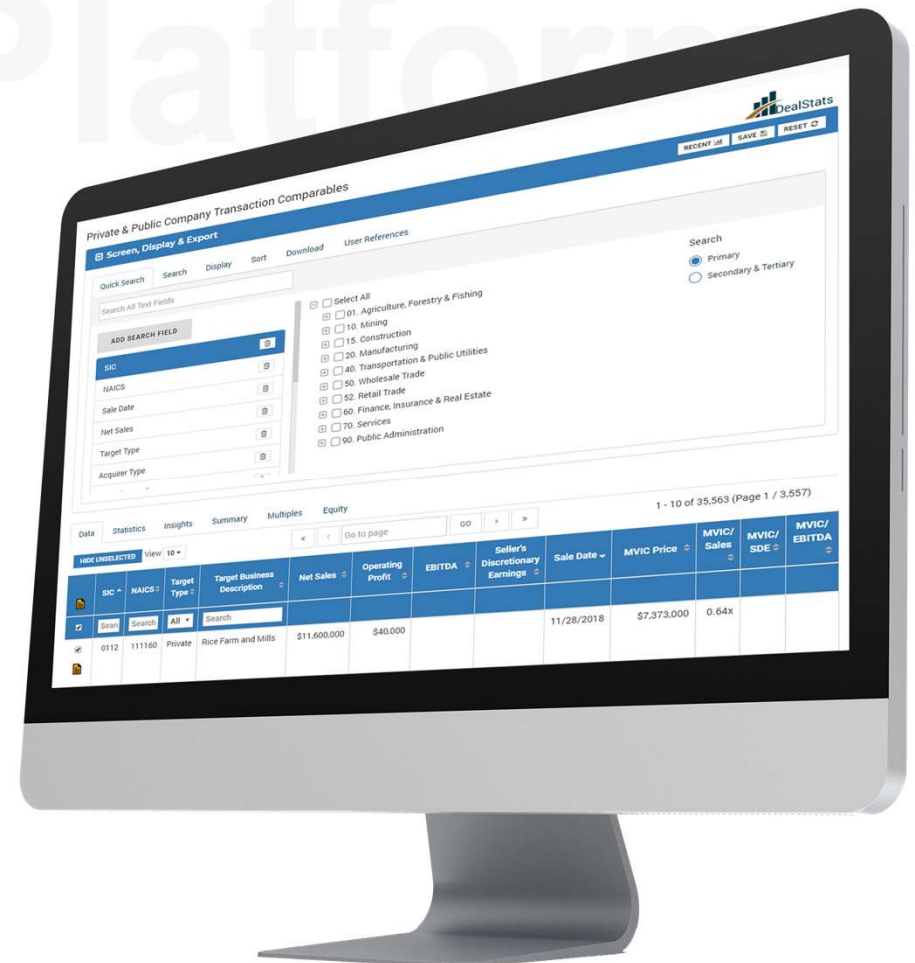 Platform
DealStats
Private & Public Company Transaction Comparables
RECENT SAVE RESET
Screen, Display & Export
Quick Search Search Display Sort Download User References
Search All Text Fields
ADD SEARCH FIELD
SIC
NAICS
Sale Date
Net Sales
Target Type
Acquirer Type
Select All
01. Agriculture, Forestry & Fishing
10. Mining
15. Construction
20. Manufacturing
40. Transportation & Public Utilities
50. Wholesale Trade
52. Retail Trade
60. Finance, Insurance & Real Estate
70. Services
90. Public Administration
Search
Primary
Secondary & Tertiary
Data Statistics Insights Summary Multiples Equity
HIDE UNSELECTED View 10 « < Go to page GO > » 1 - 10 of 35,563 (Page 1 / 3,557)
SIC NAICS Target Type Target Business Description Net Sales Operating Profit EBITDA Seller's Discretionary Earnings Sale Date MVIC Price MVIC/ Sales MVIC/ SDE MVIC/ EBITDA
Sean Search All Search
0112 111160 Private Rice Farm and Mills $11,600,000 $40,000 11/28/2018 $7,373,000 0.64x